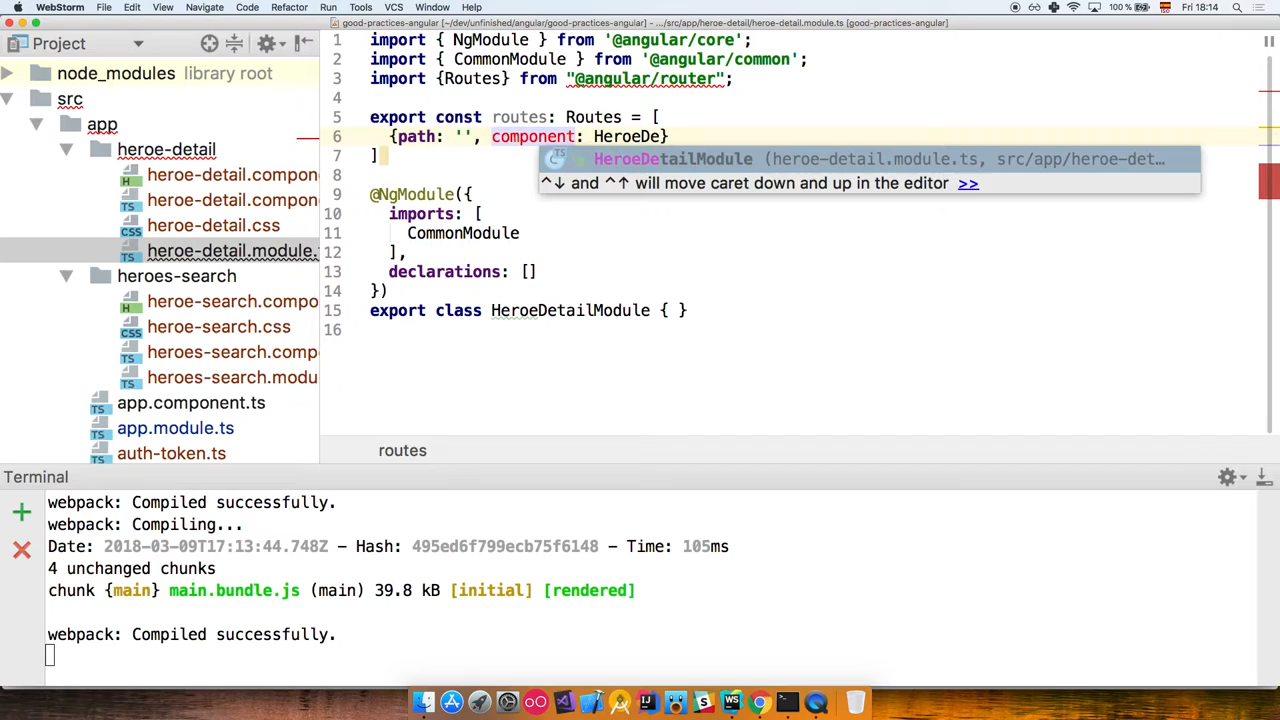 WebStorm File Edit View Navigate Code Refactor Run Tools VCS Window Help 100 % Fri 18:14
good-practices-angular [~/dev/unfinished/angular/good-practices-angular] - .../src/app/heroe-detail/heroe-detail.module.ts [good-practices-angular]
Project
node_modules library root
src
app
heroe-detail
heroe-detail.compon
heroe-detail.compon
heroe-detail.css
heroe-detail.module.
heroes-search
heroe-search.compo
heroe-search.css
heroes-search.comp
heroes-search.modu
app.component.ts
app.module.ts
auth-token.ts
1 import { NgModule } from '@angular/core';
2 import { CommonModule } from '@angular/common';
3 import {Routes} from "@angular/router";
4
5 export const routes: Routes = [
6 {path: '', component: HeroeDe}
7 ]
HeroeDetailModule (heroe-detail.module.ts, src/app/heroe-det...
^↓ and ^↑ will move caret down and up in the editor >>
8
9 @NgModule({
10 imports: [
11 CommonModule
12 ],
13 declarations: []
14 })
15 export class HeroeDetailModule { }
16
routes
Terminal
webpack: Compiled successfully.
webpack: Compiling...
Date: 2018-03-09T17:13:44.748Z - Hash: 495ed6f799ecb75f6148 - Time: 105ms
4 unchanged chunks
chunk {main} main.bundle.js (main) 39.8 kB [initial] [rendered]
webpack: Compiled successfully.